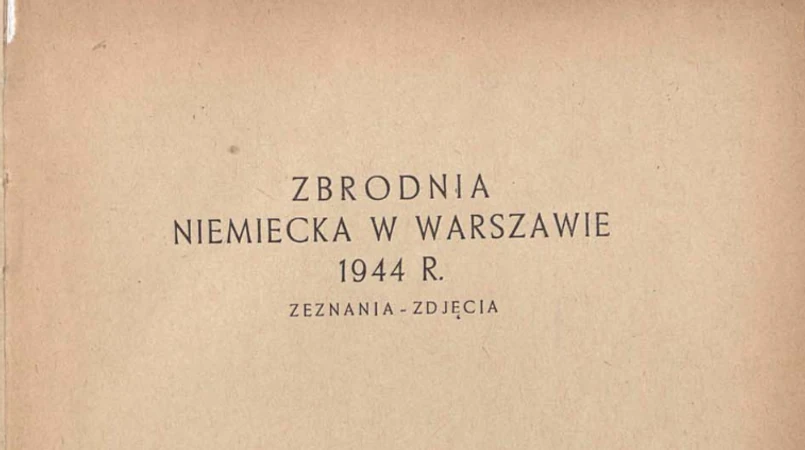 ZBRODNIA
NIEMIECKA W WARSZAWIE
1944 R.
ZEZNANIA - ZDJĘCIA